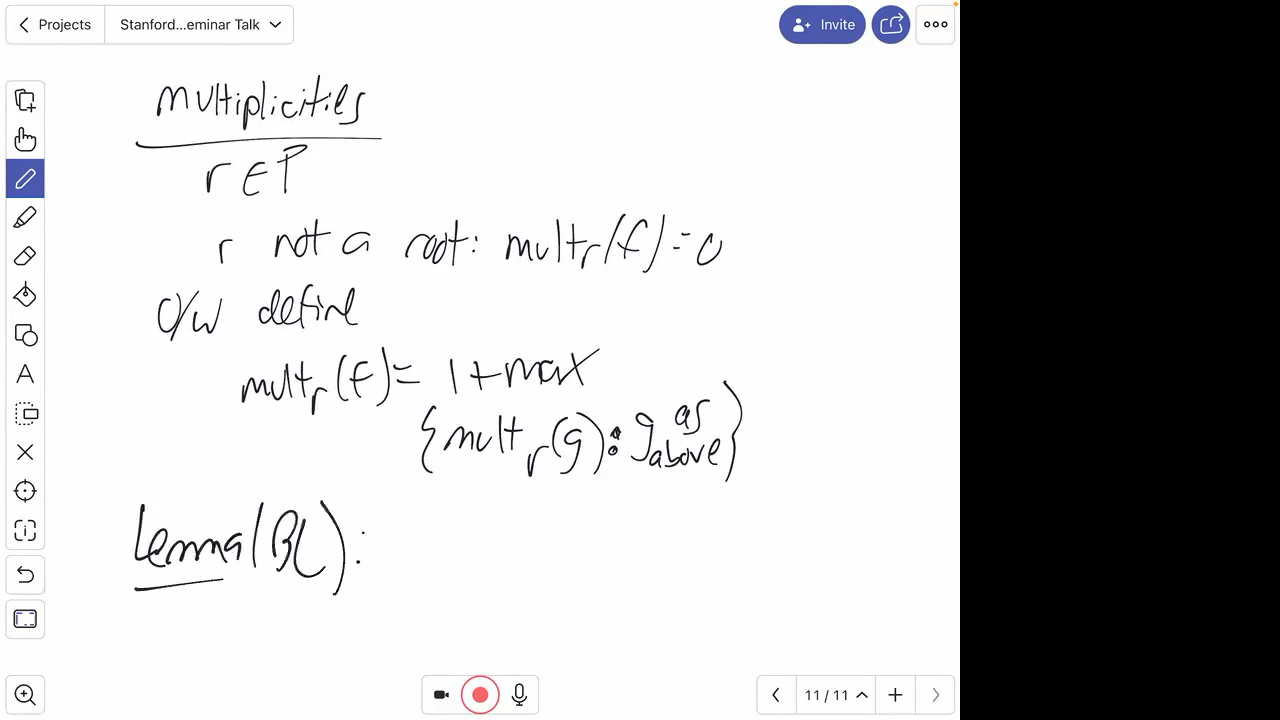 Projects
Stanford...eminar Talk
Invite
multiplicities
r ∈ P
r not a root: mult_r(f) = 0
o/w define
mult_r(f) = 1 + max
{mult_r(g): g as above}
Lemma (BL):
A
11 / 11